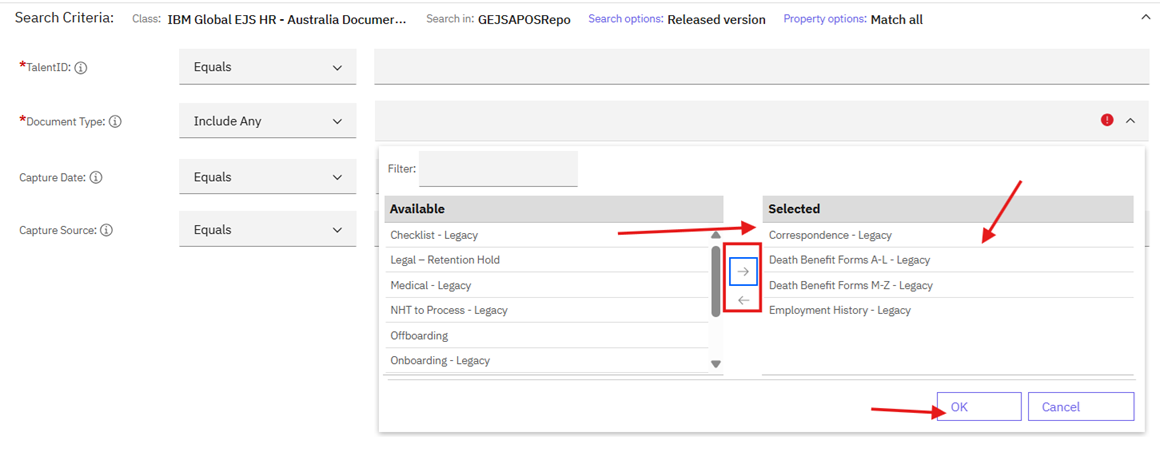 Search Criteria: Class: IBM Global EJS HR - Australia Documer... Search in: GEJSAPOSRepo Search options: Released version Property options: Match all
*TalentID: Equals
*Document Type: Include Any
Capture Date: Equals
Capture Source: Equals
Filter:
Available
Checklist - Legacy
Legal – Retention Hold
Medical - Legacy
NHT to Process - Legacy
Offboarding
Onboarding - Legacy
Selected
Correspondence - Legacy
Death Benefit Forms A-L - Legacy
Death Benefit Forms M-Z - Legacy
Employment History - Legacy
OK Cancel